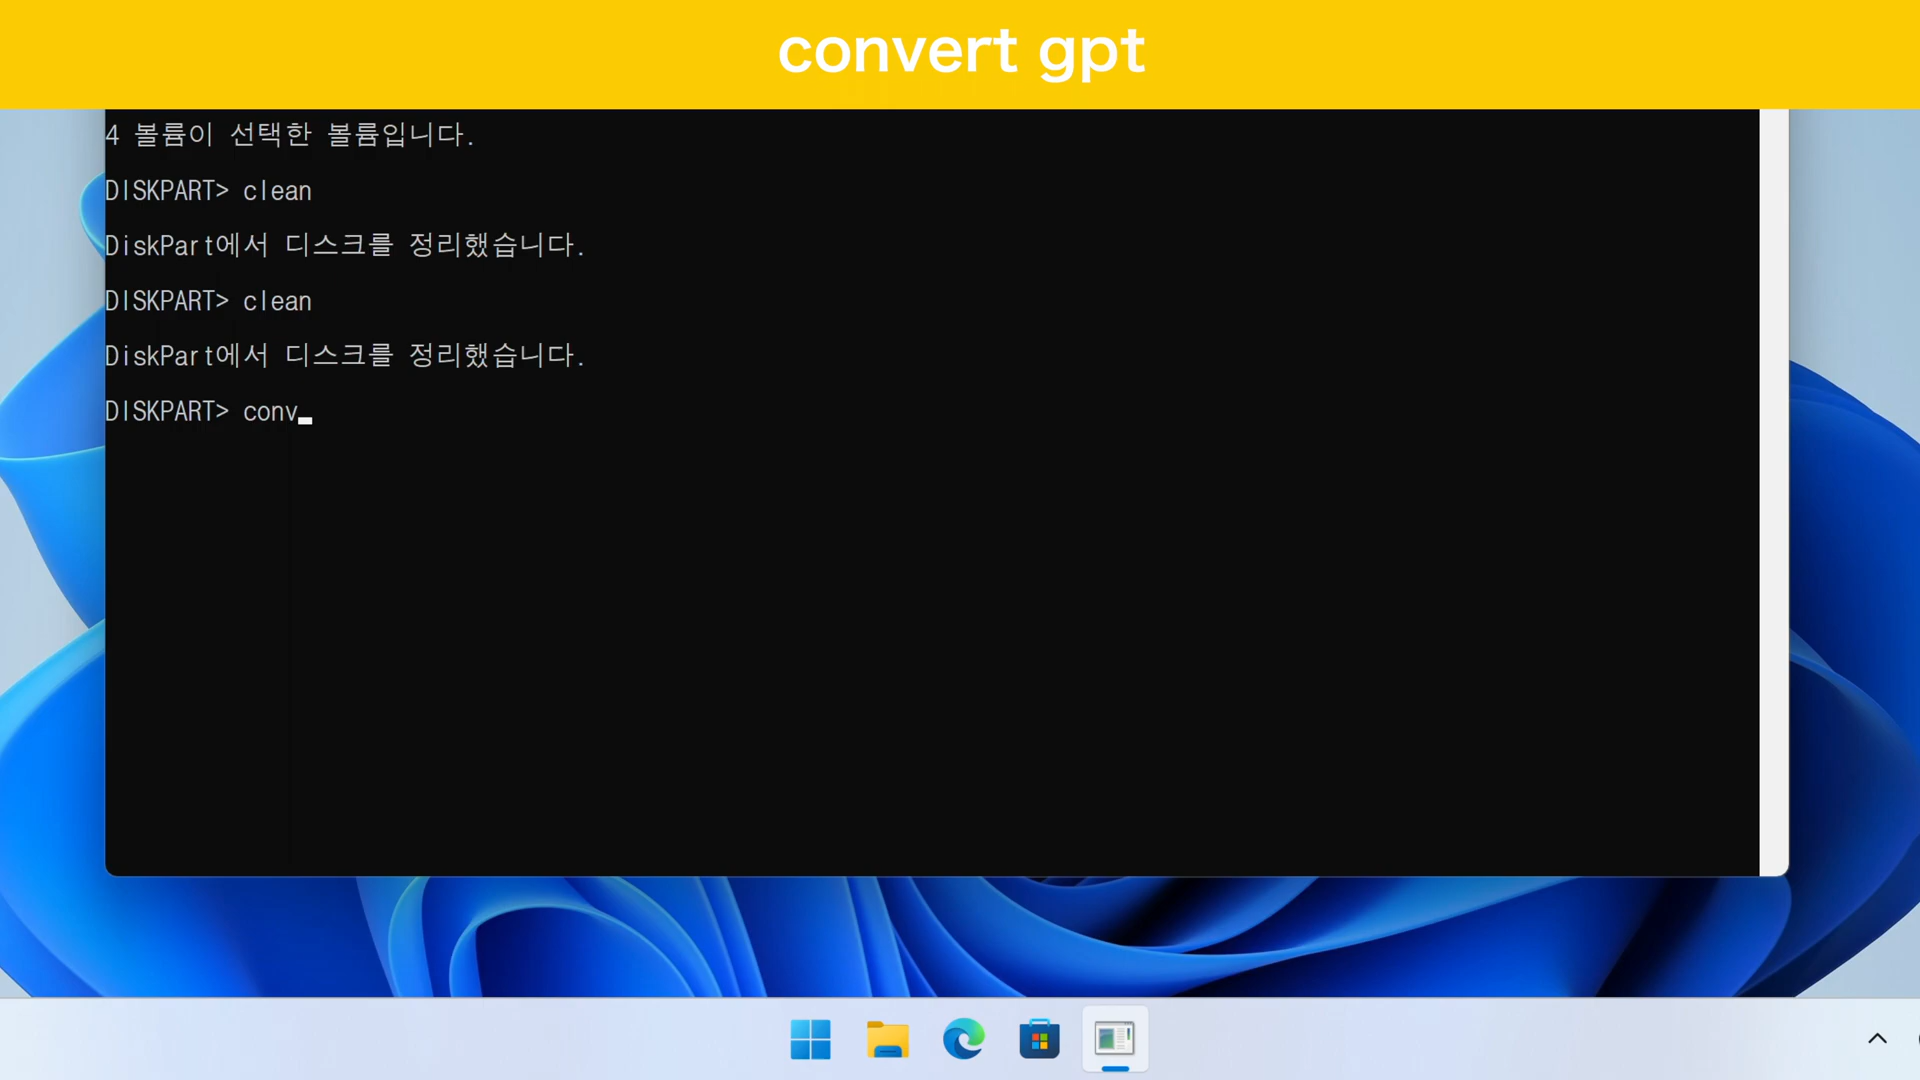 convert gpt
4 볼륨이 선택한 볼륨입니다.
DISKPART> clean
DiskPart에서 디스크를 정리했습니다.
DISKPART> clean
DiskPart에서 디스크를 정리했습니다.
DISKPART> conv